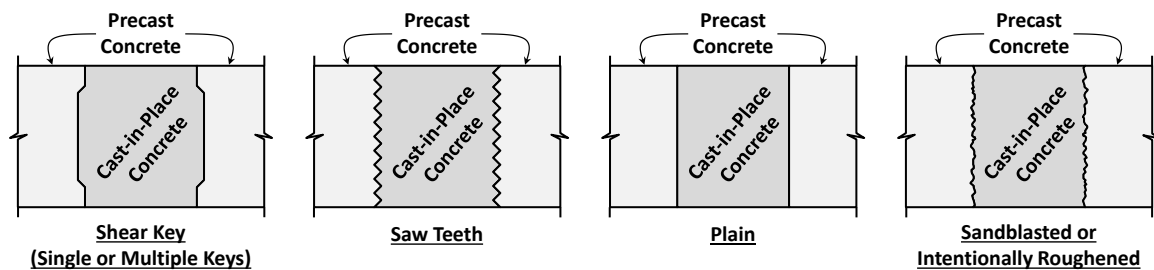 Precast
Concrete
Cast-in-Place
Concrete
Shear Key
(Single or Multiple Keys)
Precast
Concrete
Cast-in-Place
Concrete
Saw Teeth
Precast
Concrete
Cast-in-Place
Concrete
Plain
Precast
Concrete
Cast-in-Place
Concrete
Sandblasted or
Intentionally Roughened